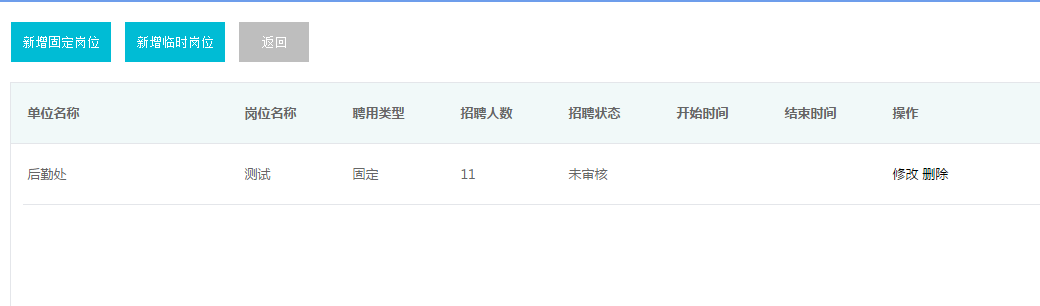 新增固定岗位 新增临时岗位 返回
单位名称 岗位名称 聘用类型 招聘人数 招聘状态 开始时间 结束时间 操作
后勤处 测试 固定 11 未审核 修改 删除